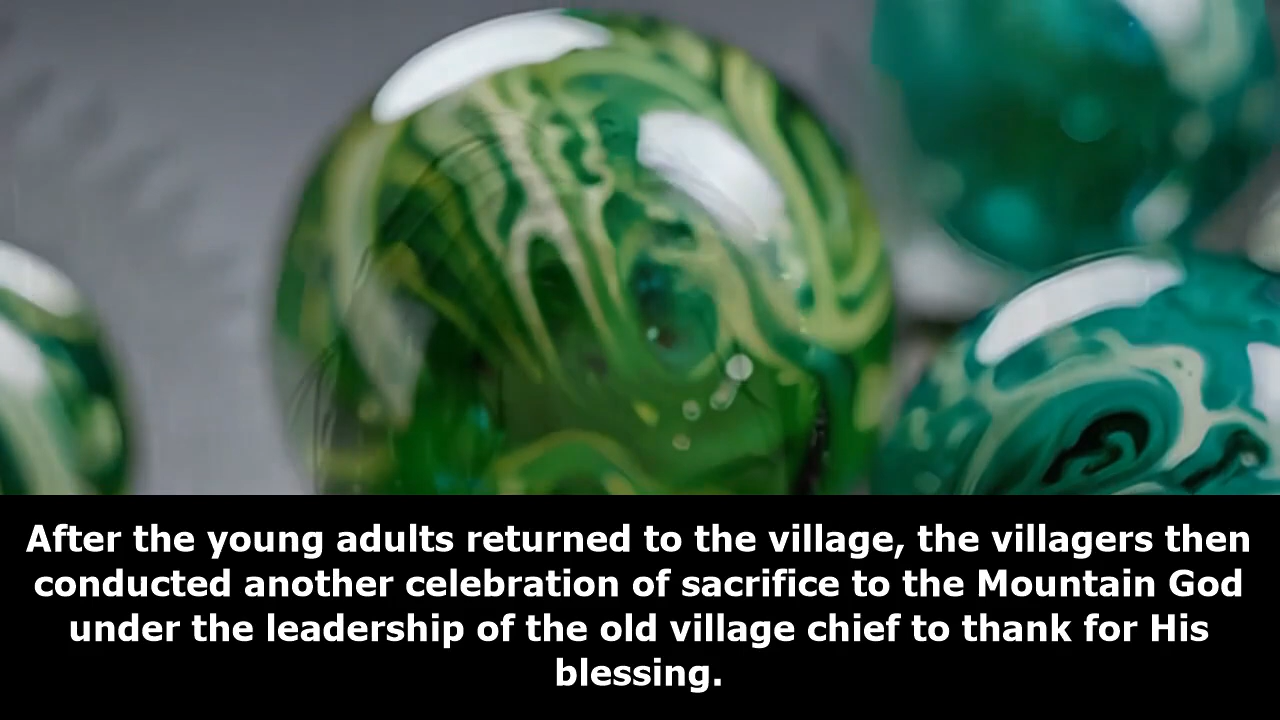 After the young adults returned to the village, the villagers then
conducted another celebration of sacrifice to the Mountain God
under the leadership of the old village chief to thank for His
blessing.